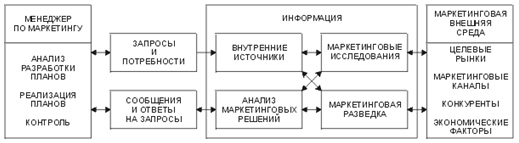 МЕНЕДЖЕР
ПО МАРКЕТИНГУ
АНАЛИЗ
РАЗРАБОТКИ
ПЛАНОВ
РЕАЛИЗАЦИЯ
ПЛАНОВ
КОНТРОЛЬ
ЗАПРОСЫ
И
ПОТРЕБНОСТИ
СООБЩЕНИЯ
И ОТВЕТЫ
НА ЗАПРОСЫ
ИНФОРМАЦИЯ
ВНУТРЕННИЕ
ИСТОЧНИКИ
МАРКЕТИНГОВЫЕ
ИССЛЕДОВАНИЯ
АНАЛИЗ
МАРКЕТИНГОВЫХ
РЕШЕНИЙ
МАРКЕТИНГОВАЯ
РАЗВЕДКА
МАРКЕТИНГОВАЯ
ВНЕШНЯЯ
СРЕДА
ЦЕЛЕВЫЕ
РЫНКИ
МАРКЕТИНГОВЫЕ
КАНАЛЫ
КОНКУРЕНТЫ
ЭКОНОМИЧЕСКИЕ
ФАКТОРЫ